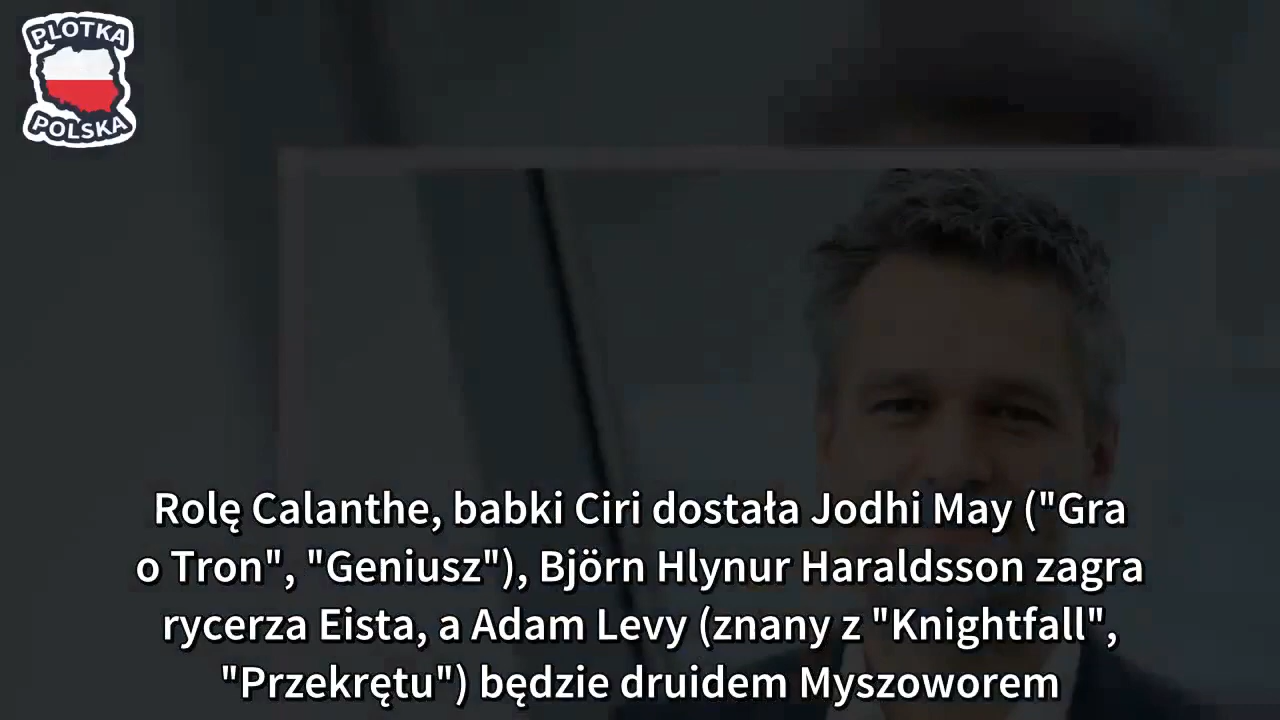 PLOTKA
POLSKA
Rolę Calanthe, babki Ciri dostała Jodhi May ("Gra
o Tron", "Geniusz"), Björn Hlynur Haraldsson zagra
rycerza Eista, a Adam Levy (znany z "Knightfall",
"Przekrętu") będzie druidem Myszoworem